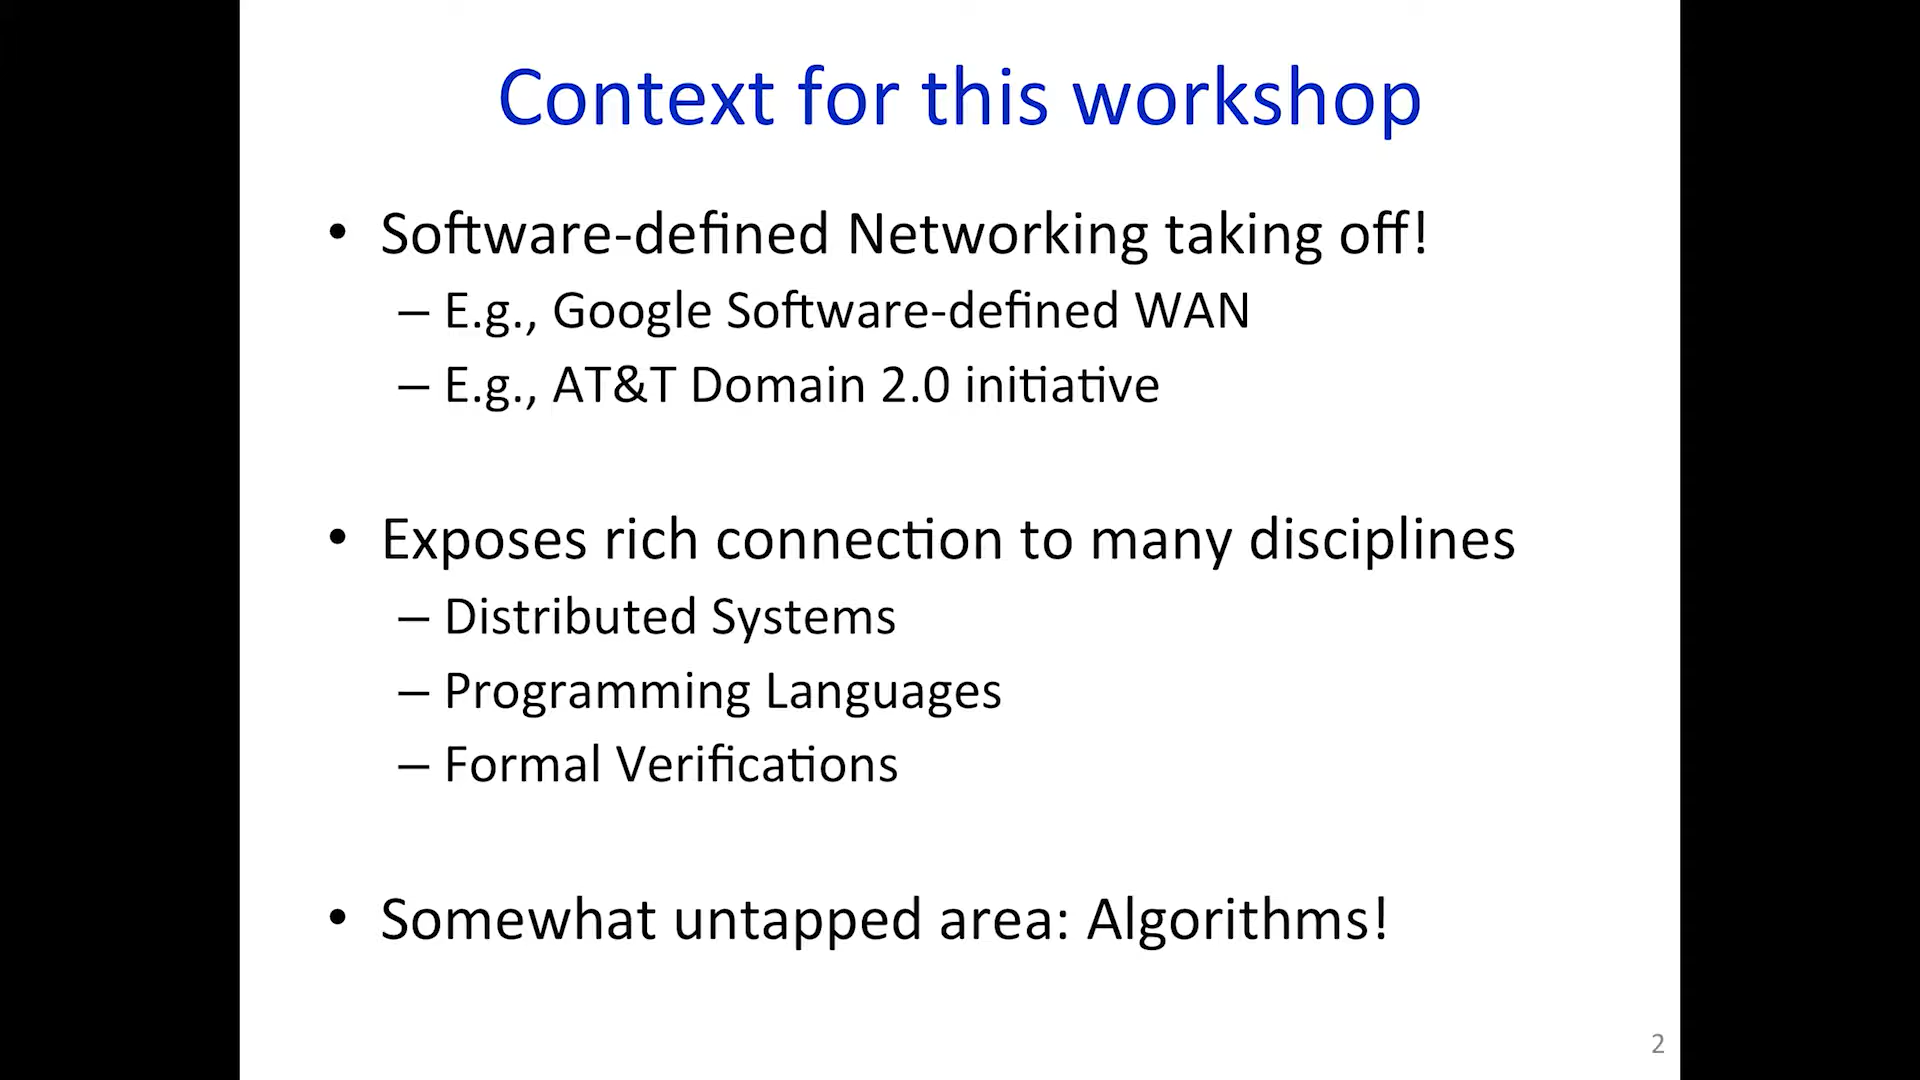 Context for this workshop
• Software-defined Networking taking off!
– E.g., Google Software-defined WAN
– E.g., AT&T Domain 2.0 initiative
• Exposes rich connection to many disciplines
– Distributed Systems
– Programming Languages
– Formal Verifications
• Somewhat untapped area: Algorithms!
2